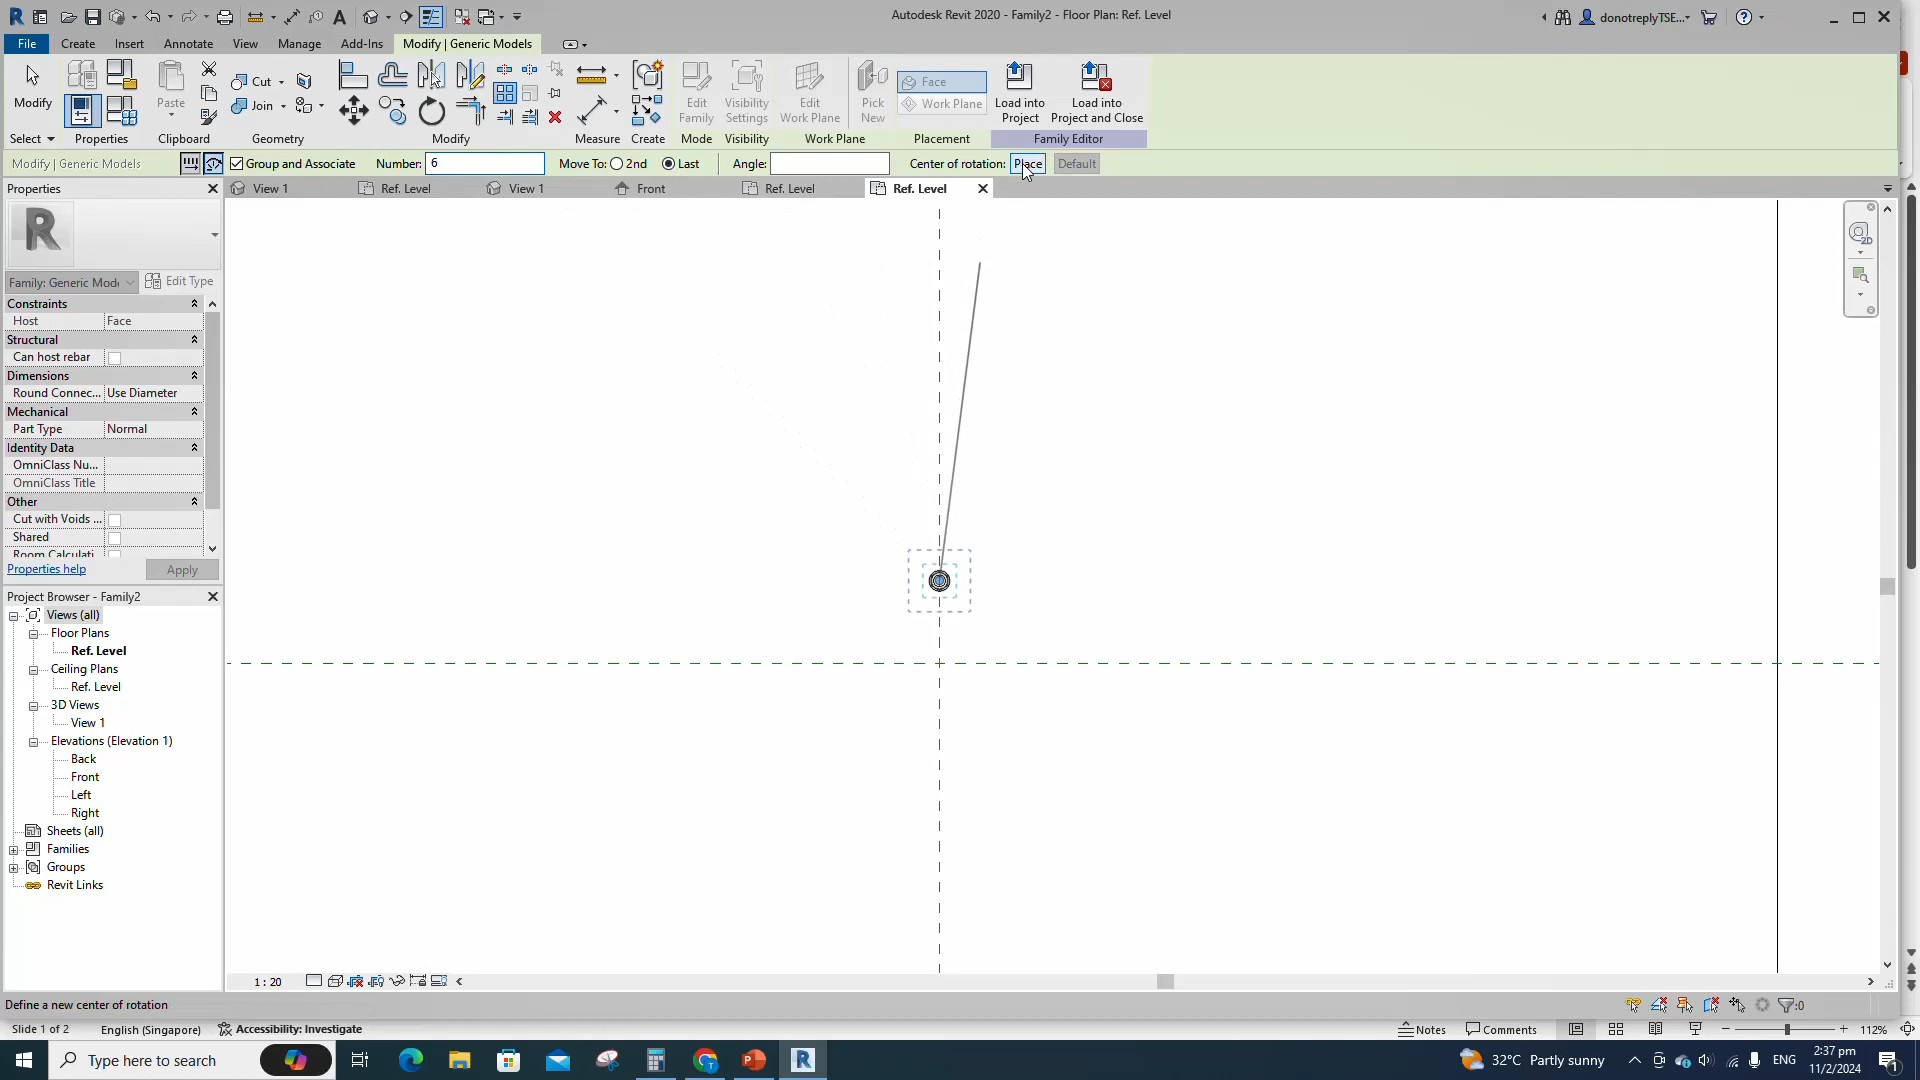 Autodesk Revit 2020 - Family2 - Floor Plan: Ref. Level
donotreplyTSE...
File Create Insert Annotate View Manage Add-Ins Modify | Generic Models
Modify
Paste
Cut
Join
Edit Family
Visibility Settings
Edit Work Plane
Pick New
Face
Work Plane
Load into Project
Load into Project and Close
Select Properties Clipboard Geometry Modify Measure Create Mode Visibility Work Plane Placement Family Editor
Modify | Generic Models Group and Associate Number: 6 Move To: 2nd Last Angle: Center of rotation: Place Default
Properties
View 1 Ref. Level View 1 Front Ref. Level Ref. Level
R
Family: Generic Mode
Edit Type
Constraints
Host Face
Structural
Can host rebar
Dimensions
Round Connec... Use Diameter
Mechanical
Part Type Normal
Identity Data
OmniClass Nu...
OmniClass Title
Other
Cut with Voids ...
Shared
Room Calculati
Properties help Apply
Project Browser - Family2
Views (all)
Floor Plans
Ref. Level
Ceiling Plans
Ref. Level
3D Views
View 1
Elevations (Elevation 1)
Back
Front
Left
Right
Sheets (all)
Families
Groups
Revit Links
2D
1 : 20
Define a new center of rotation
:0
Slide 1 of 2 English (Singapore) Accessibility: Investigate Notes Comments 112%
Type here to search
32°C Partly sunny ENG
2:37 pm
11/2/2024
1